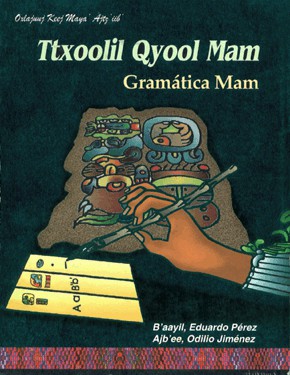 Oxlajuuj Keej Maya' Ajtz'iib'
Ttxoolil Qyool Mam
Gramática Mam
A a B b'
B'aayil, Eduardo Pérez
Ajb'ee, Odilio Jiménez